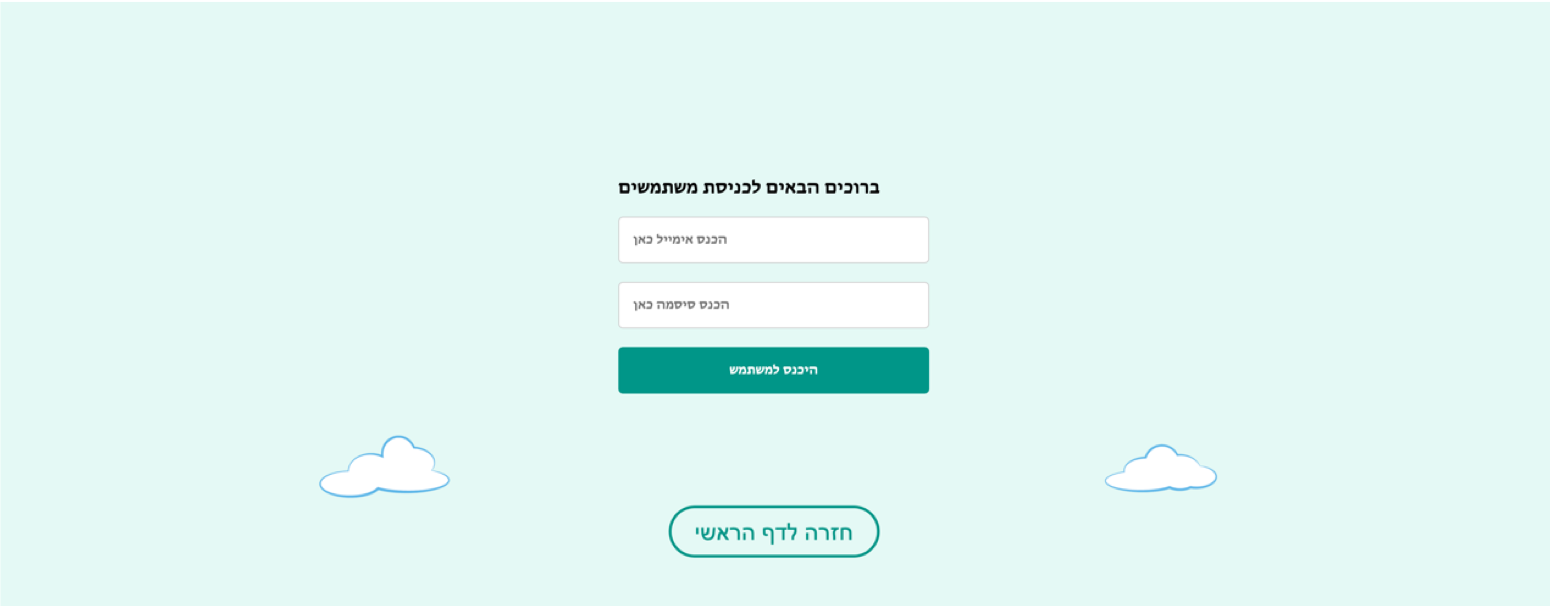 ברוכים הבאים לכניסת משתמשים
הכנס אימייל כאן
הכנס סיסמה כאן
היכנס למשתמש
חזרה לדף הראשי